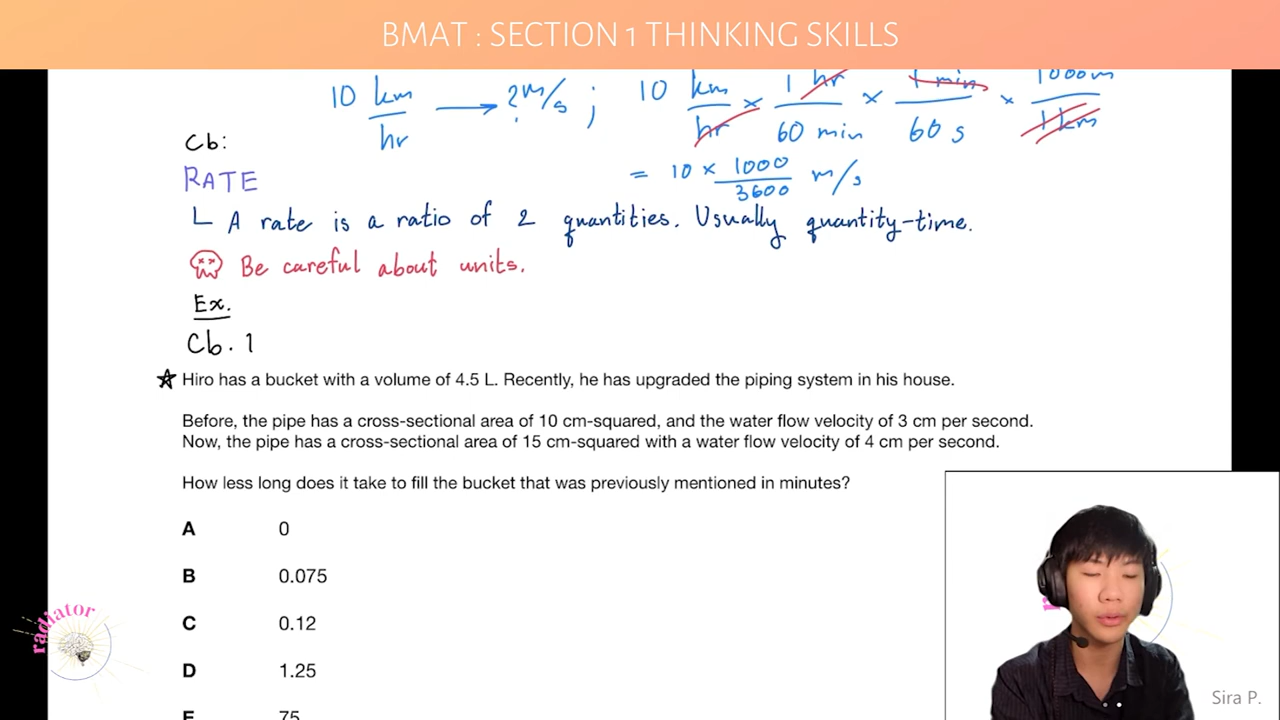 BMAT : SECTION 1 THINKING SKILLS
10 km/hr → ? m/s ; 10 km/hr × 1 hr/60 min × 1 min/60 s × 1000m/1 km
Cb:
= 10 × 1000/3600 m/s
RATE
L A rate is a ratio of 2 quantities. Usually quantity-time.
Be careful about units.
Ex.
Cb. 1
☆ Hiro has a bucket with a volume of 4.5 L. Recently, he has upgraded the piping system in his house.
Before, the pipe has a cross-sectional area of 10 cm-squared, and the water flow velocity of 3 cm per second.
Now, the pipe has a cross-sectional area of 15 cm-squared with a water flow velocity of 4 cm per second.
How less long does it take to fill the bucket that was previously mentioned in minutes?
A 0
B 0.075
C 0.12
D 1.25
E 75
radiator
Sira P.